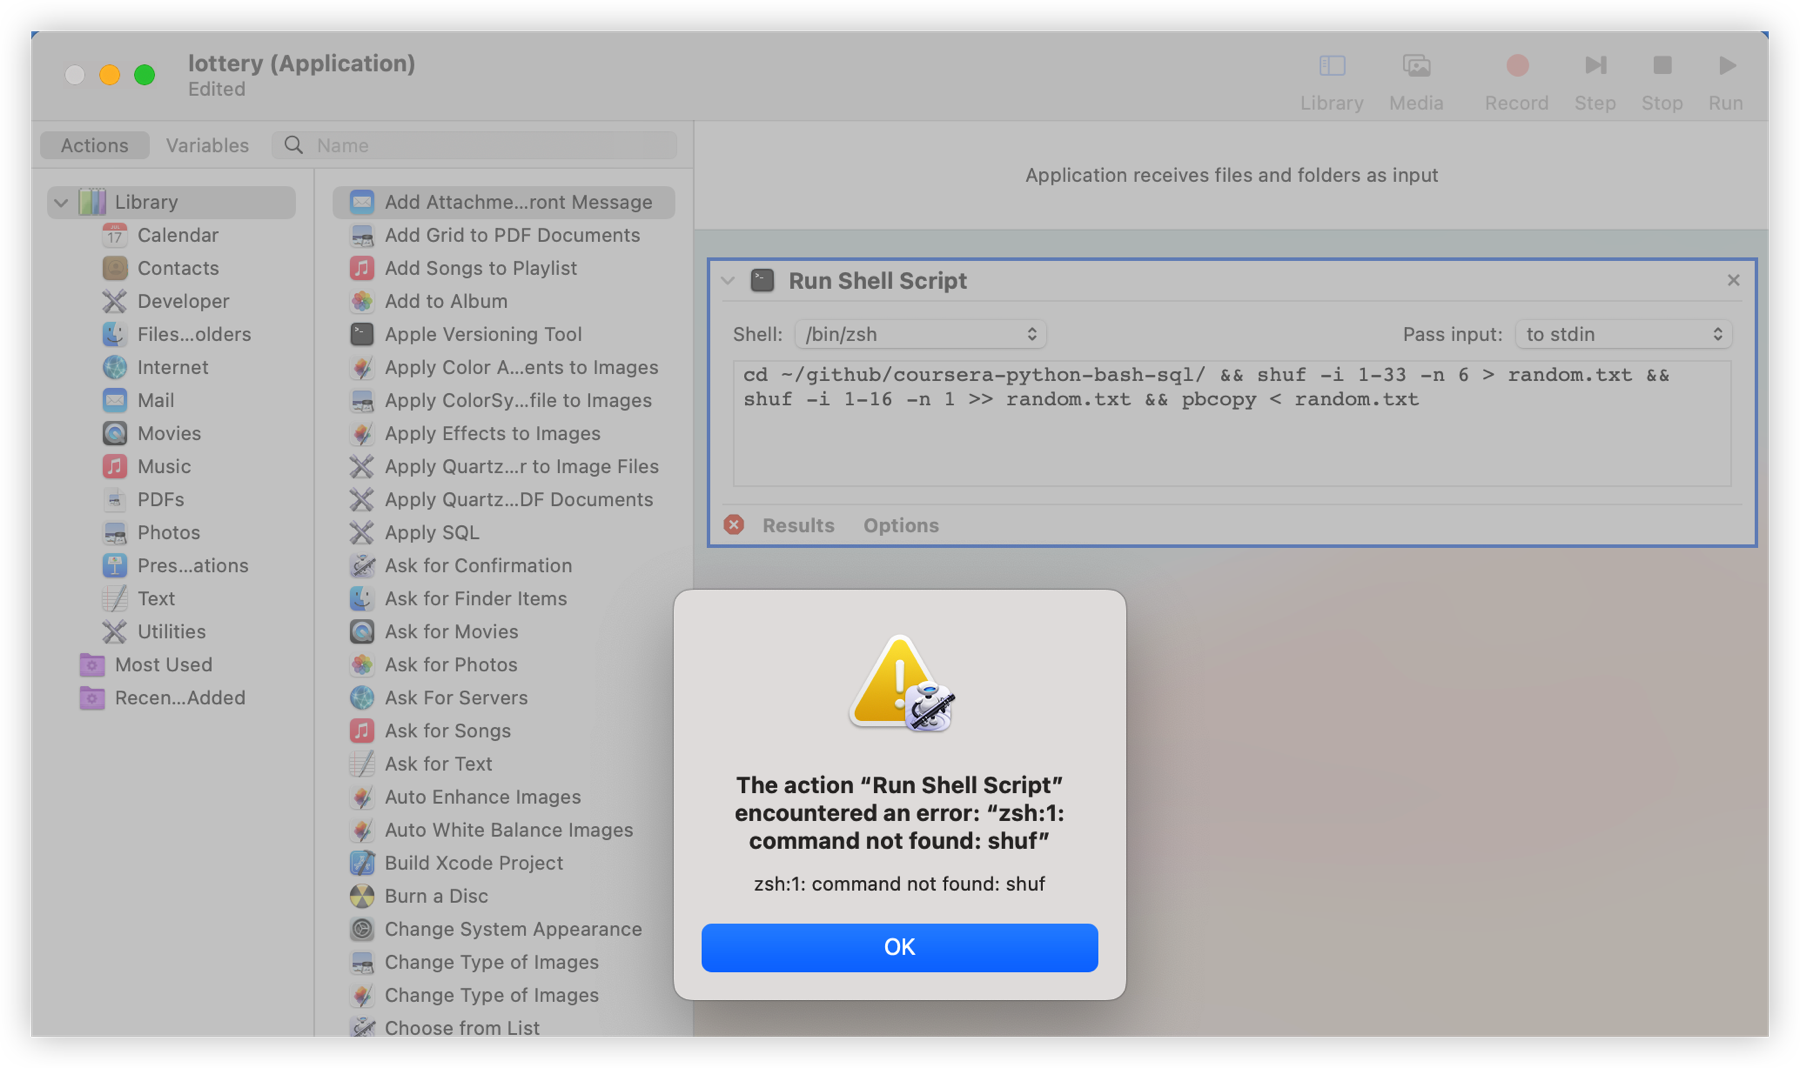 lottery (Application)
Edited
Library
Media
Record
Step
Stop
Run
Actions
Variables
Name
Library
JUL
17
Calendar
Contacts
Developer
Files...olders
Internet
Mail
Movies
Music
PDFs
Photos
Pres...ations
Text
Utilities
Most Used
Recen...Added
Add Attachme...ront Message
Add Grid to PDF Documents
Add Songs to Playlist
Add to Album
Apple Versioning Tool
Apply Color A...ents to Images
Apply ColorSy...file to Images
Apply Effects to Images
Apply Quartz...r to Image Files
Apply Quartz...DF Documents
Apply SQL
Ask for Confirmation
Ask for Finder Items
Ask for Movies
Ask for Photos
Ask For Servers
Ask for Songs
Ask for Text
Auto Enhance Images
Auto White Balance Images
Build Xcode Project
Burn a Disc
Change System Appearance
Change Type of Images
Change Type of Images
Choose from List
Application receives files and folders as input
Run Shell Script
Shell: /bin/zsh
Pass input: to stdin
cd ~/github/coursera-python-bash-sql/ && shuf -i 1-33 -n 6 > random.txt &&
shuf -i 1-16 -n 1 >> random.txt && pbcopy < random.txt
Results
Options
The action “Run Shell Script”
encountered an error: “zsh:1:
command not found: shuf”
zsh:1: command not found: shuf
OK